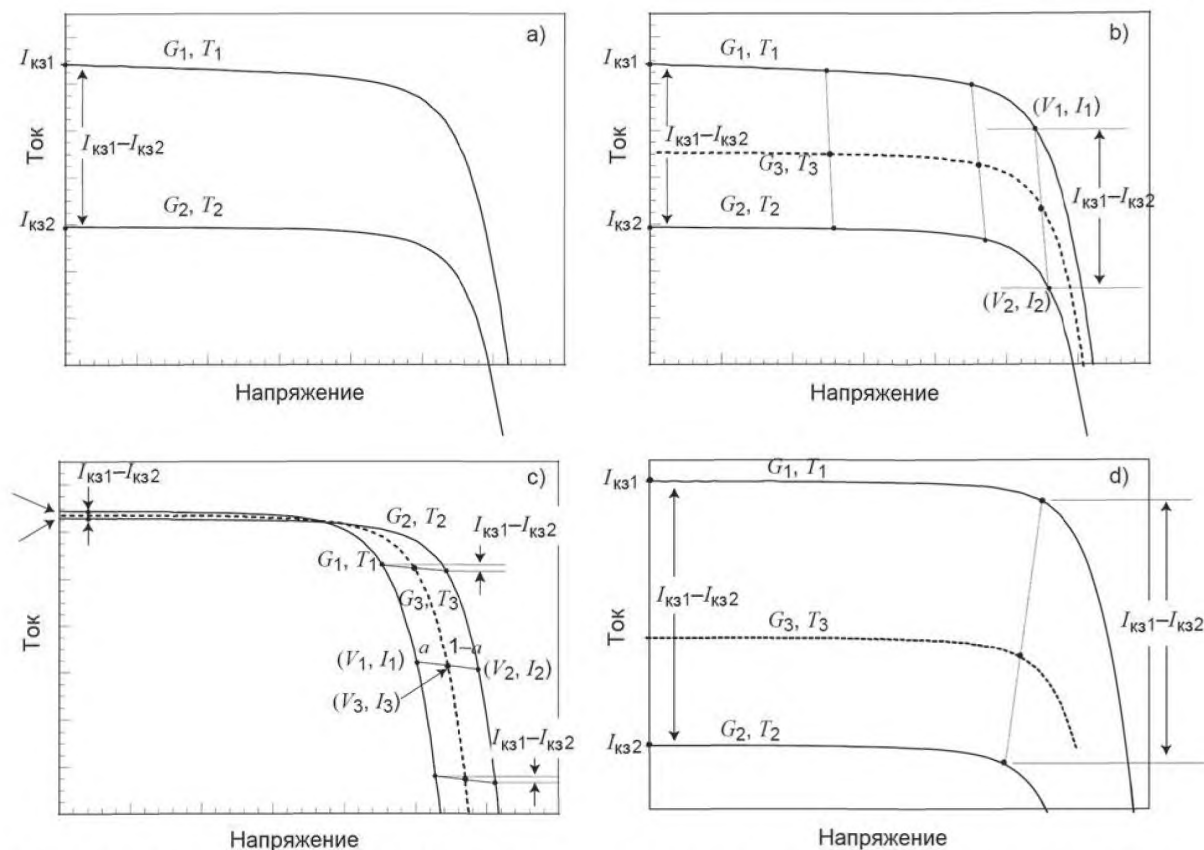 a)
G1, T1
Iкз1
Iкз1–Iкз2
Ток
G2, T2
Iкз2
Напряжение
b)
G1, T1
Iкз1
(V1, I1)
Iкз1–Iкз2
Ток
G3, T3
Iкз1–Iкз2
G2, T2
Iкз2
(V2, I2)
Напряжение
c)
Iкз1–Iкз2
G2, T2
Iкз1–Iкз2
G1, T1
G3, T3
Ток
a
1–a
(V1, I1)
(V2, I2)
(V3, I3)
Iкз1–Iкз2
Напряжение
d)
G1, T1
Iкз1
Iкз1–Iкз2
Iкз1–Iкз2
G3, T3
Ток
G2, T2
Iкз2
Напряжение